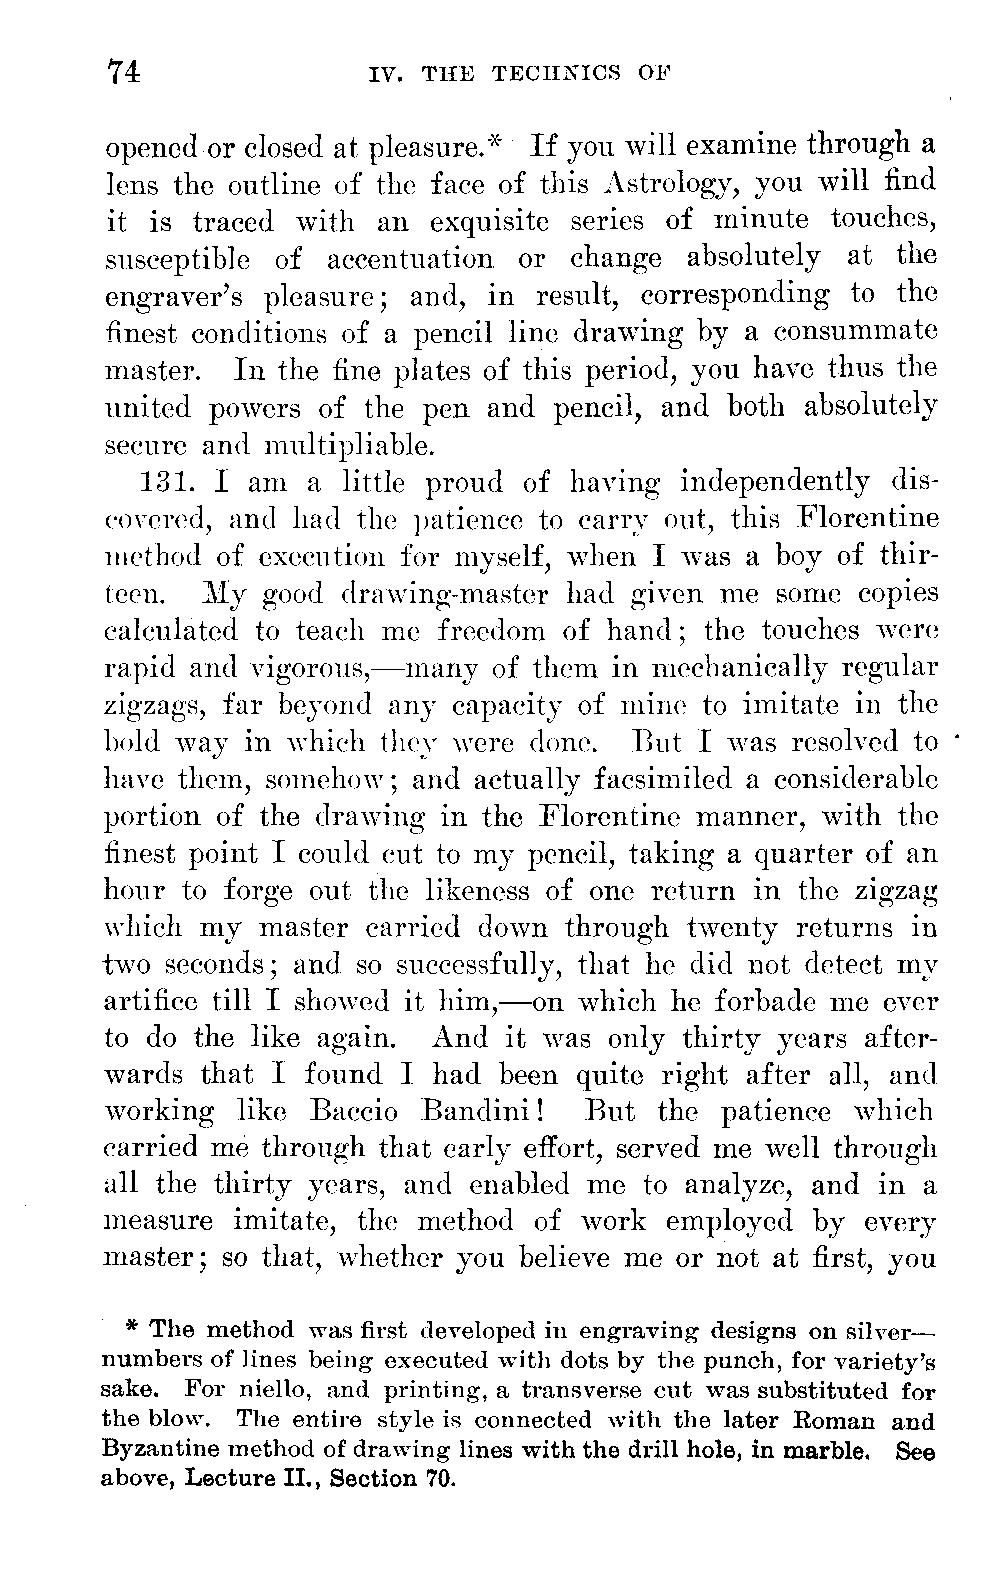 74 IV. THE TECHNICS OF
opened or closed at pleasure.* If you will examine through a
lens the outline of the face of this Astrology, you will find
it is traced with an exquisite series of minute touches,
susceptible of accentuation or change absolutely at the
engraver's pleasure; and, in result, corresponding to the
finest conditions of a pencil line drawing by a consummate
master. In the fine plates of this period, you have thus the
united powers of the pen and pencil, and both absolutely
secure and multipliable.
131. I am a little proud of having independently dis-
covered, and had the patience to carry out, this Florentine
method of execution for myself, when I was a boy of thir-
teen. My good drawing-master had given me some copies
calculated to teach me freedom of hand; the touches were
rapid and vigorous,—many of them in mechanically regular
zigzags, far beyond any capacity of mine to imitate in the
bold way in which they were done. But I was resolved to
have them, somehow; and actually facsimiled a considerable
portion of the drawing in the Florentine manner, with the
finest point I could cut to my pencil, taking a quarter of an
hour to forge out the likeness of one return in the zigzag
which my master carried down through twenty returns in
two seconds; and so successfully, that he did not detect my
artifice till I showed it him,—on which he forbade me ever
to do the like again. And it was only thirty years after-
wards that I found I had been quite right after all, and
working like Baccio Bandini! But the patience which
carried me through that early effort, served me well through
all the thirty years, and enabled me to analyze, and in a
measure imitate, the method of work employed by every
master; so that, whether you believe me or not at first, you
* The method was first developed in engraving designs on silver—
numbers of lines being executed with dots by the punch, for variety's
sake. For niello, and printing, a transverse cut was substituted for
the blow. The entire style is connected with the later Roman and
Byzantine method of drawing lines with the drill hole, in marble. See
above, Lecture II., Section 70.